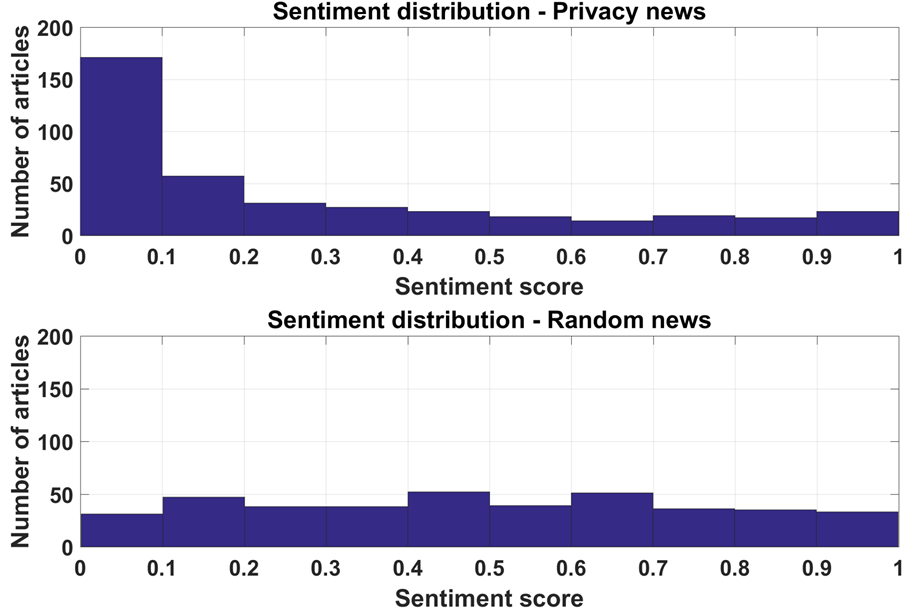 Sentiment distribution - Privacy news
Number of articles
200
150
100
50
0
0 0.1 0.2 0.3 0.4 0.5 0.6 0.7 0.8 0.9 1
Sentiment score
Sentiment distribution - Random news
Number of articles
200
150
100
50
0
0 0.1 0.2 0.3 0.4 0.5 0.6 0.7 0.8 0.9 1
Sentiment score